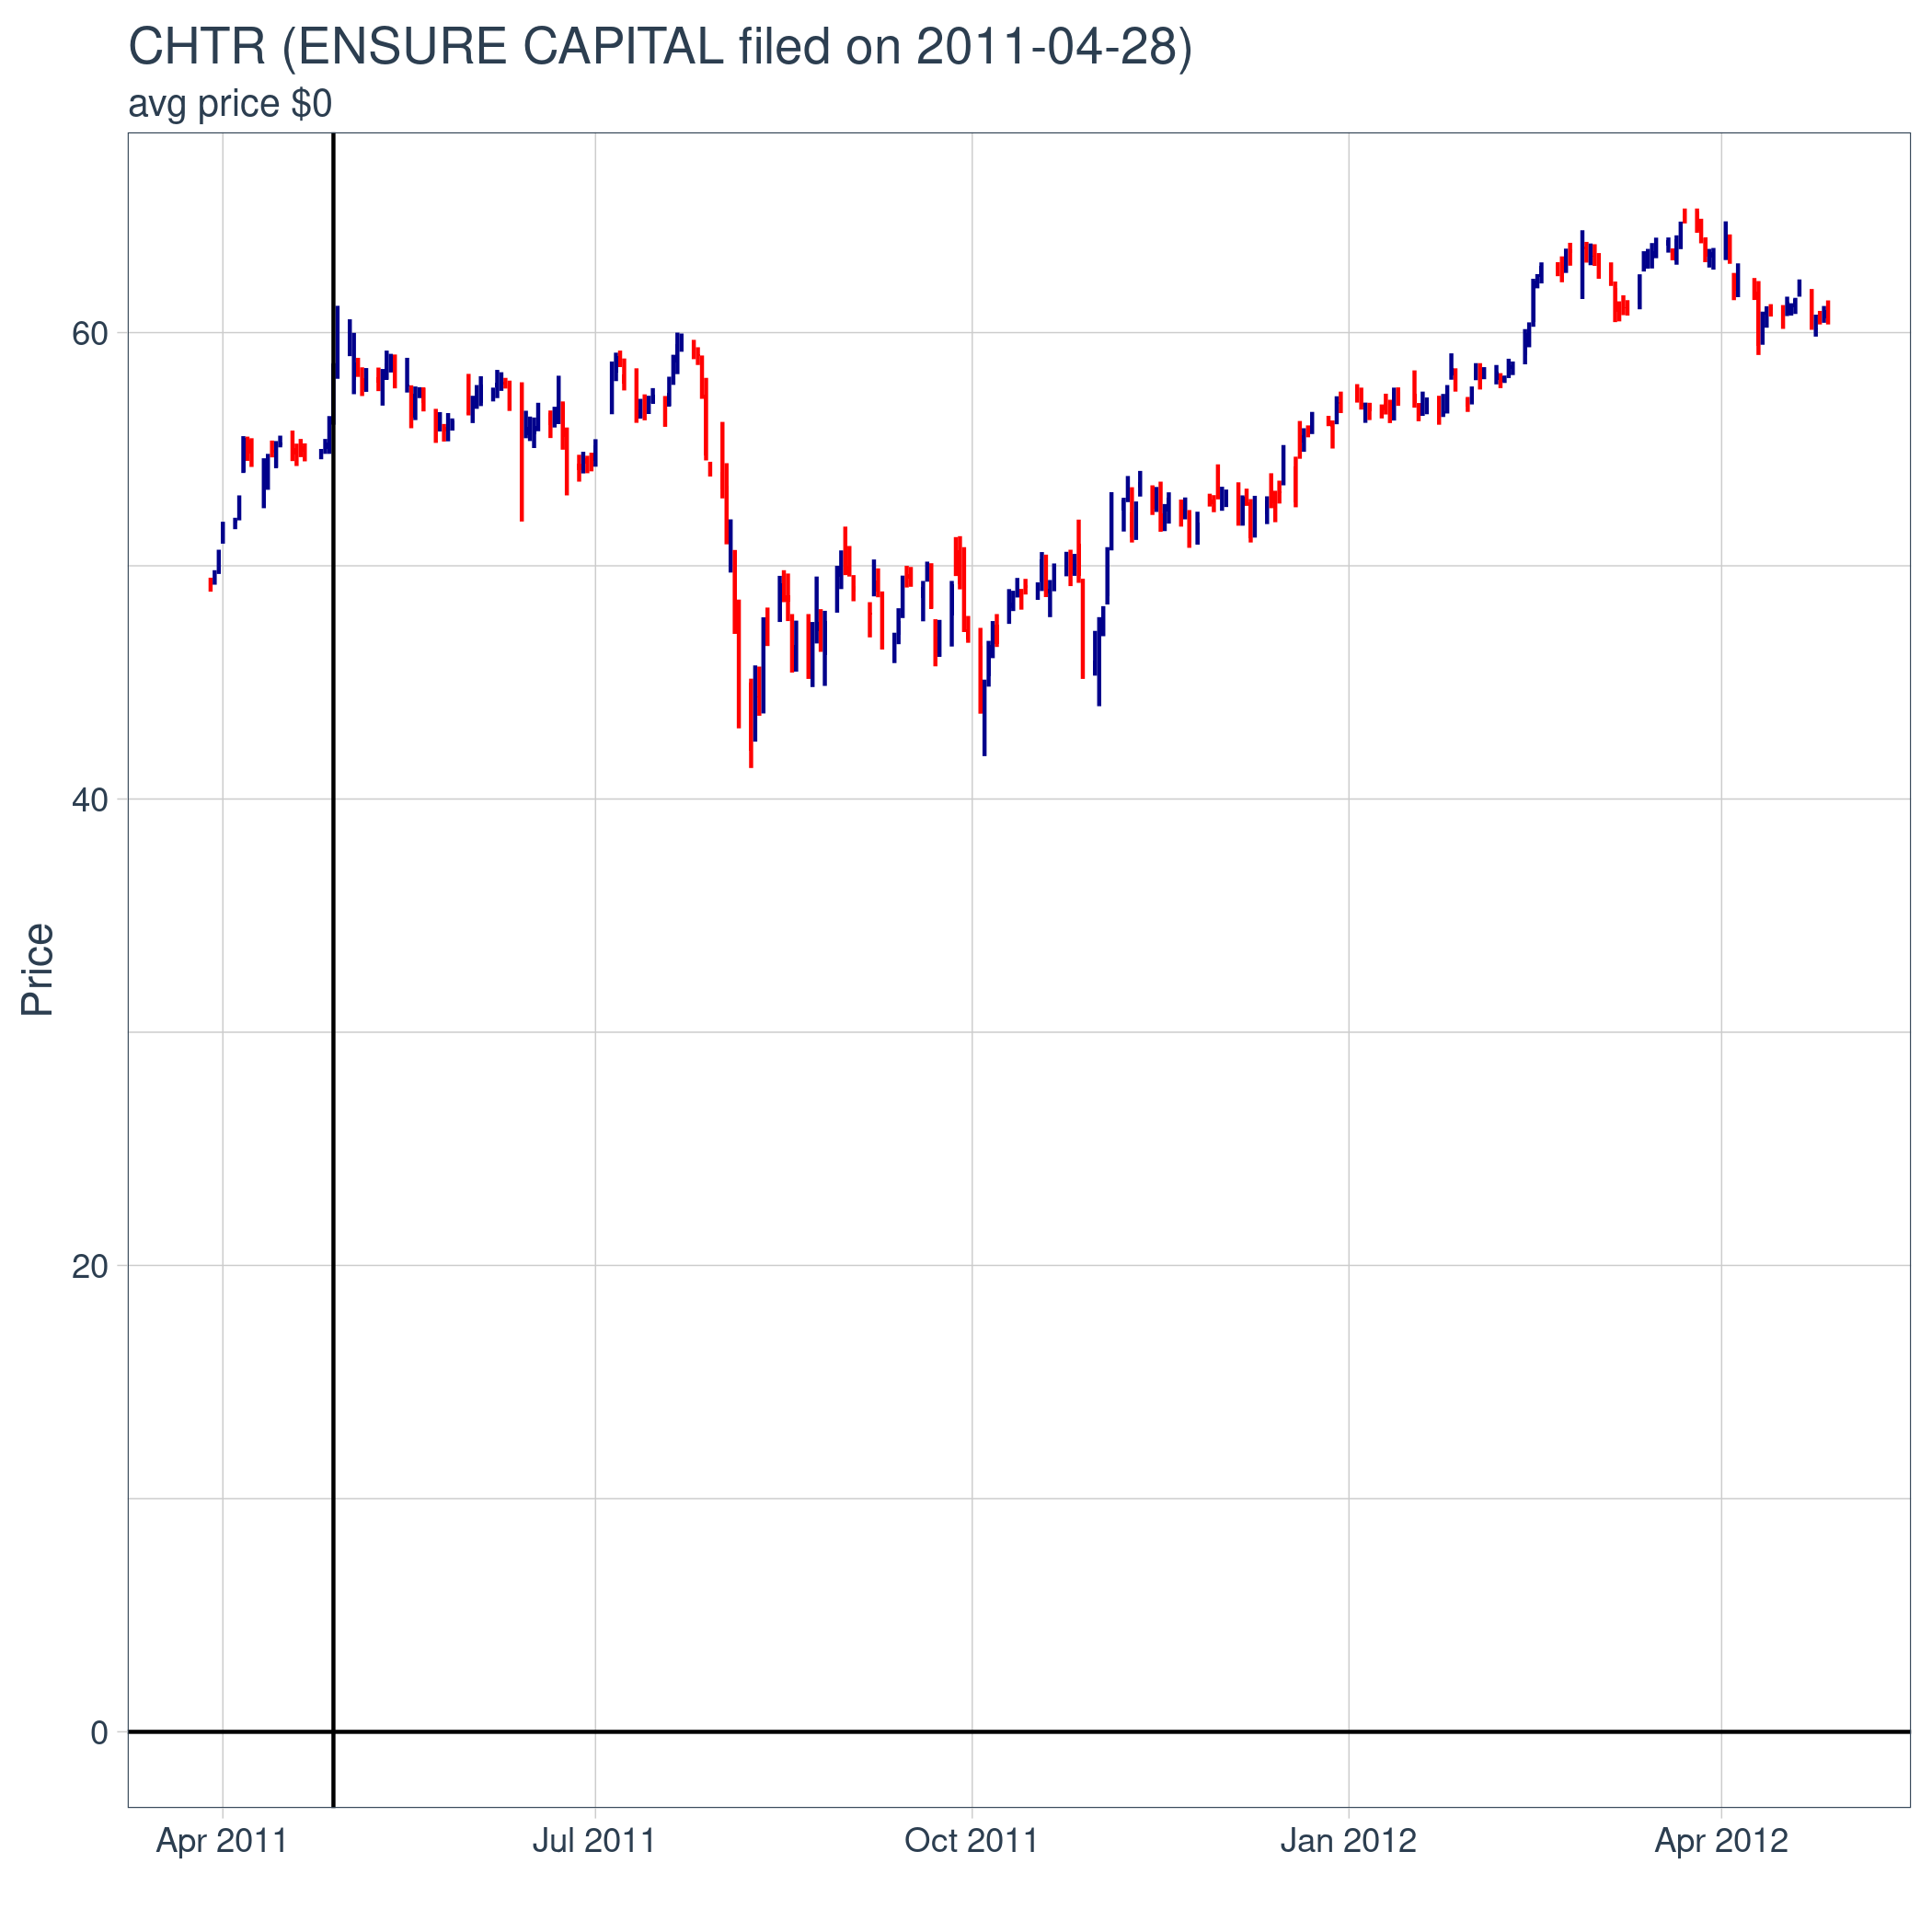 CHTR (ENSURE CAPITAL filed on 2011-04-28)
avg price $0
Price
60
40
20
0
Apr 2011
Jul 2011
Oct 2011
Jan 2012
Apr 2012